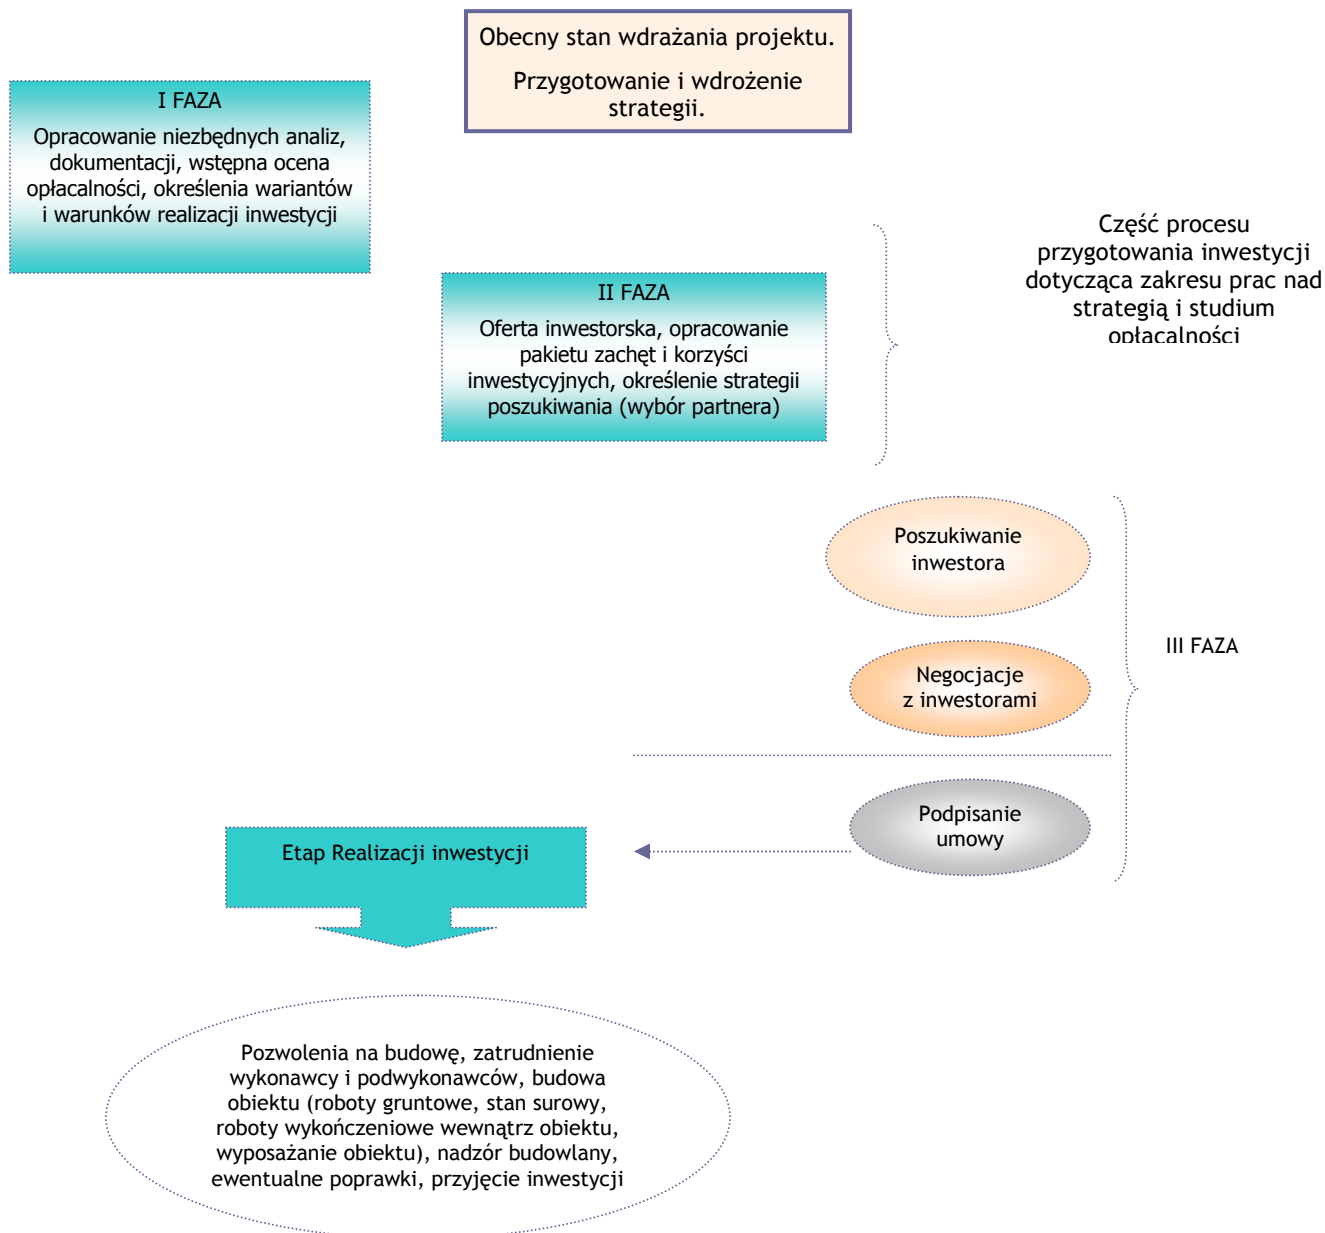 Obecny stan wdrażania projektu.
Przygotowanie i wdrożenie
strategii.
I FAZA
Opracowanie niezbędnych analiz,
dokumentacji, wstępna ocena
opłacalności, określenia wariantów
i warunków realizacji inwestycji
Część procesu
przygotowania inwestycji
dotycząca zakresu prac nad
strategią i studium
opłacalności
II FAZA
Oferta inwestorska, opracowanie
pakietu zachęt i korzyści
inwestycyjnych, określenie strategii
poszukiwania (wybór partnera)
Poszukiwanie
inwestora
III FAZA
Negocjacje
z inwestorami
Podpisanie
umowy
Etap Realizacji inwestycji
Pozwolenia na budowę, zatrudnienie
wykonawcy i podwykonawców, budowa
obiektu (roboty gruntowe, stan surowy,
roboty wykończeniowe wewnątrz obiektu,
wyposażanie obiektu), nadzór budowlany,
ewentualne poprawki, przyjęcie inwestycji